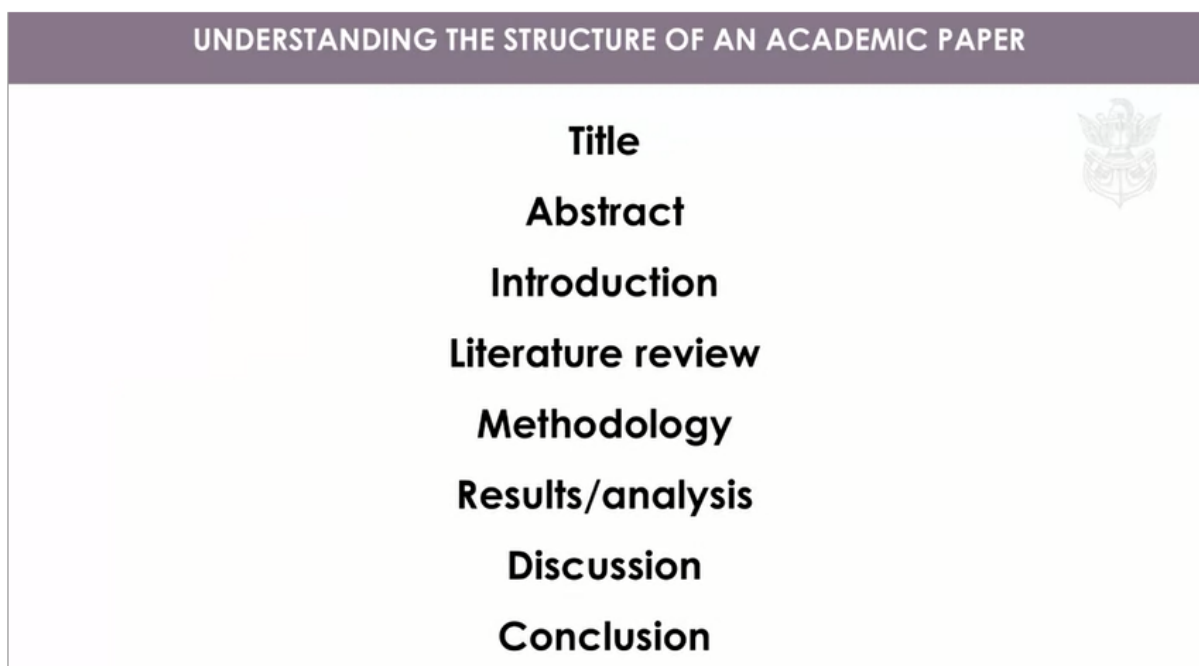 UNDERSTANDING THE STRUCTURE OF AN ACADEMIC PAPER
Title
Abstract
Introduction
Literature review
Methodology
Results/analysis
Discussion
Conclusion